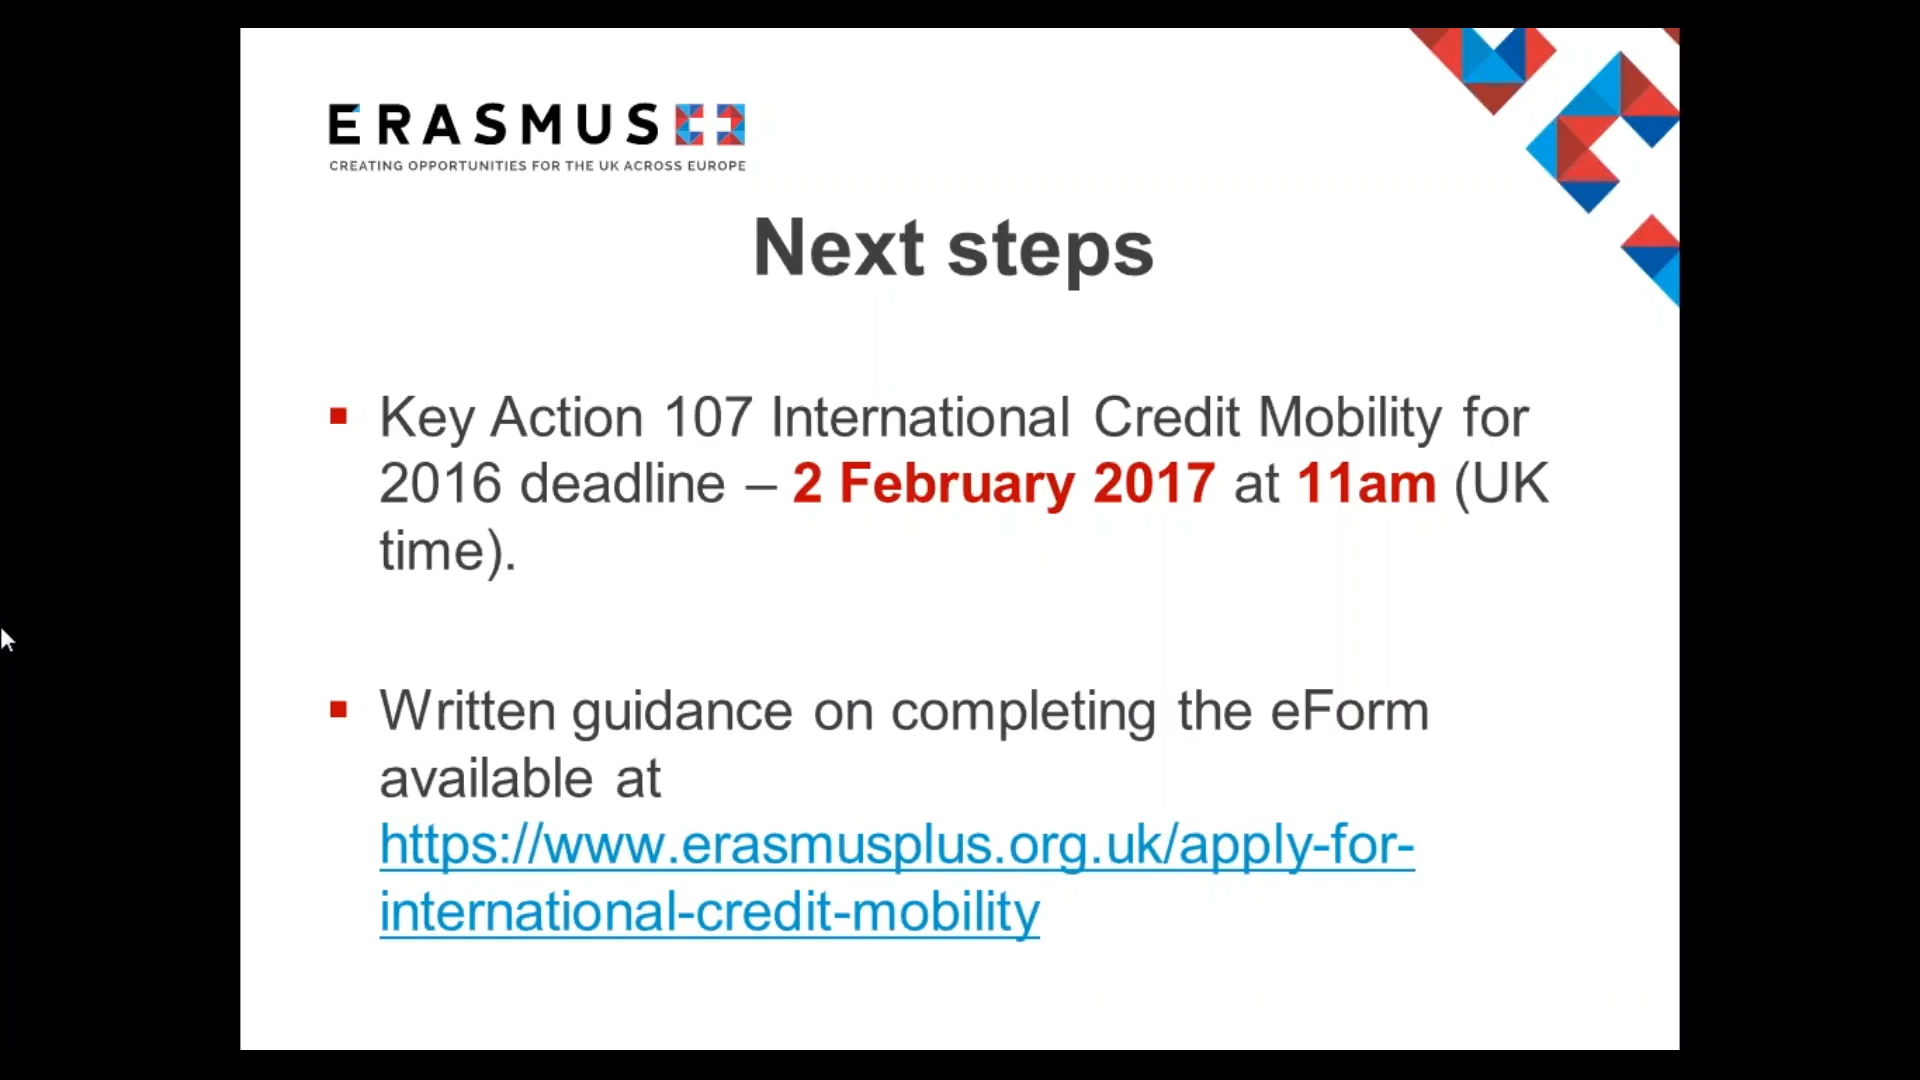 ERASMUS+
CREATING OPPORTUNITIES FOR THE UK ACROSS EUROPE
Next steps
Key Action 107 International Credit Mobility for
2016 deadline – 2 February 2017 at 11am (UK
time).
Written guidance on completing the eForm
available at
https://www.erasmusplus.org.uk/apply-for-
international-credit-mobility